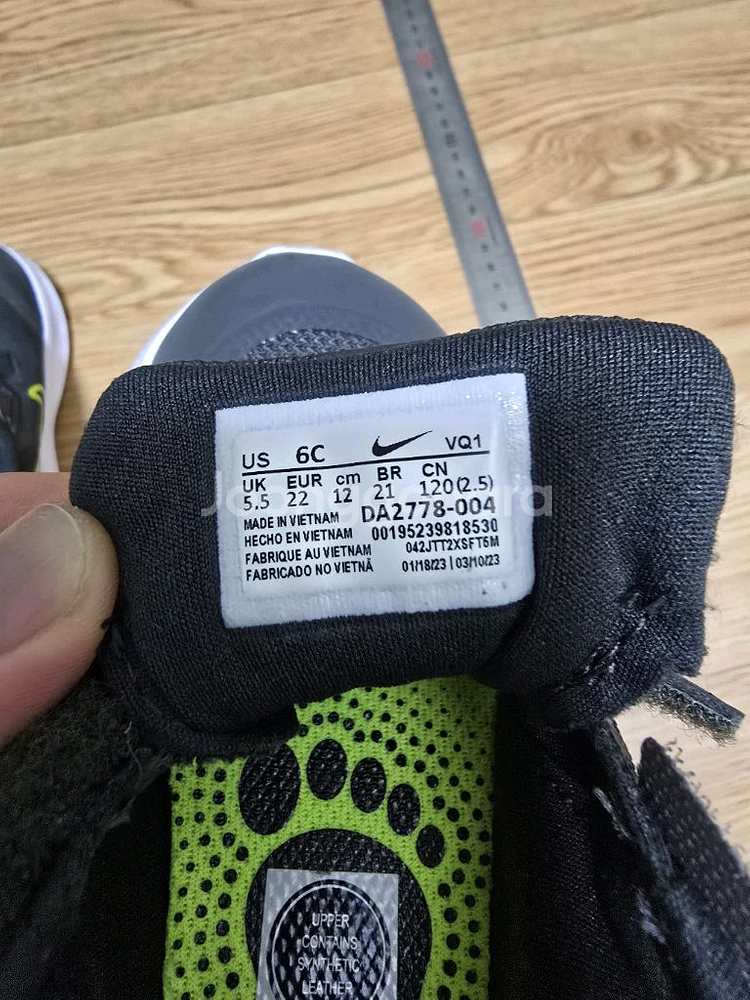 US 6C VQ1
UK EUR cm BR CN
5.5 22 12 21 120(2.5)
MADE IN VIETNAM DA2778-004
HECHO EN VIETNAM 00195239818530
FABRIQUE AU VIETNAM 042JTT2XSFT6M
FABRICADO NO VIETNÃ 01/18/23 | 03/10/23
UPPER
CONTAINS
SYNTHETIC
LEATHER